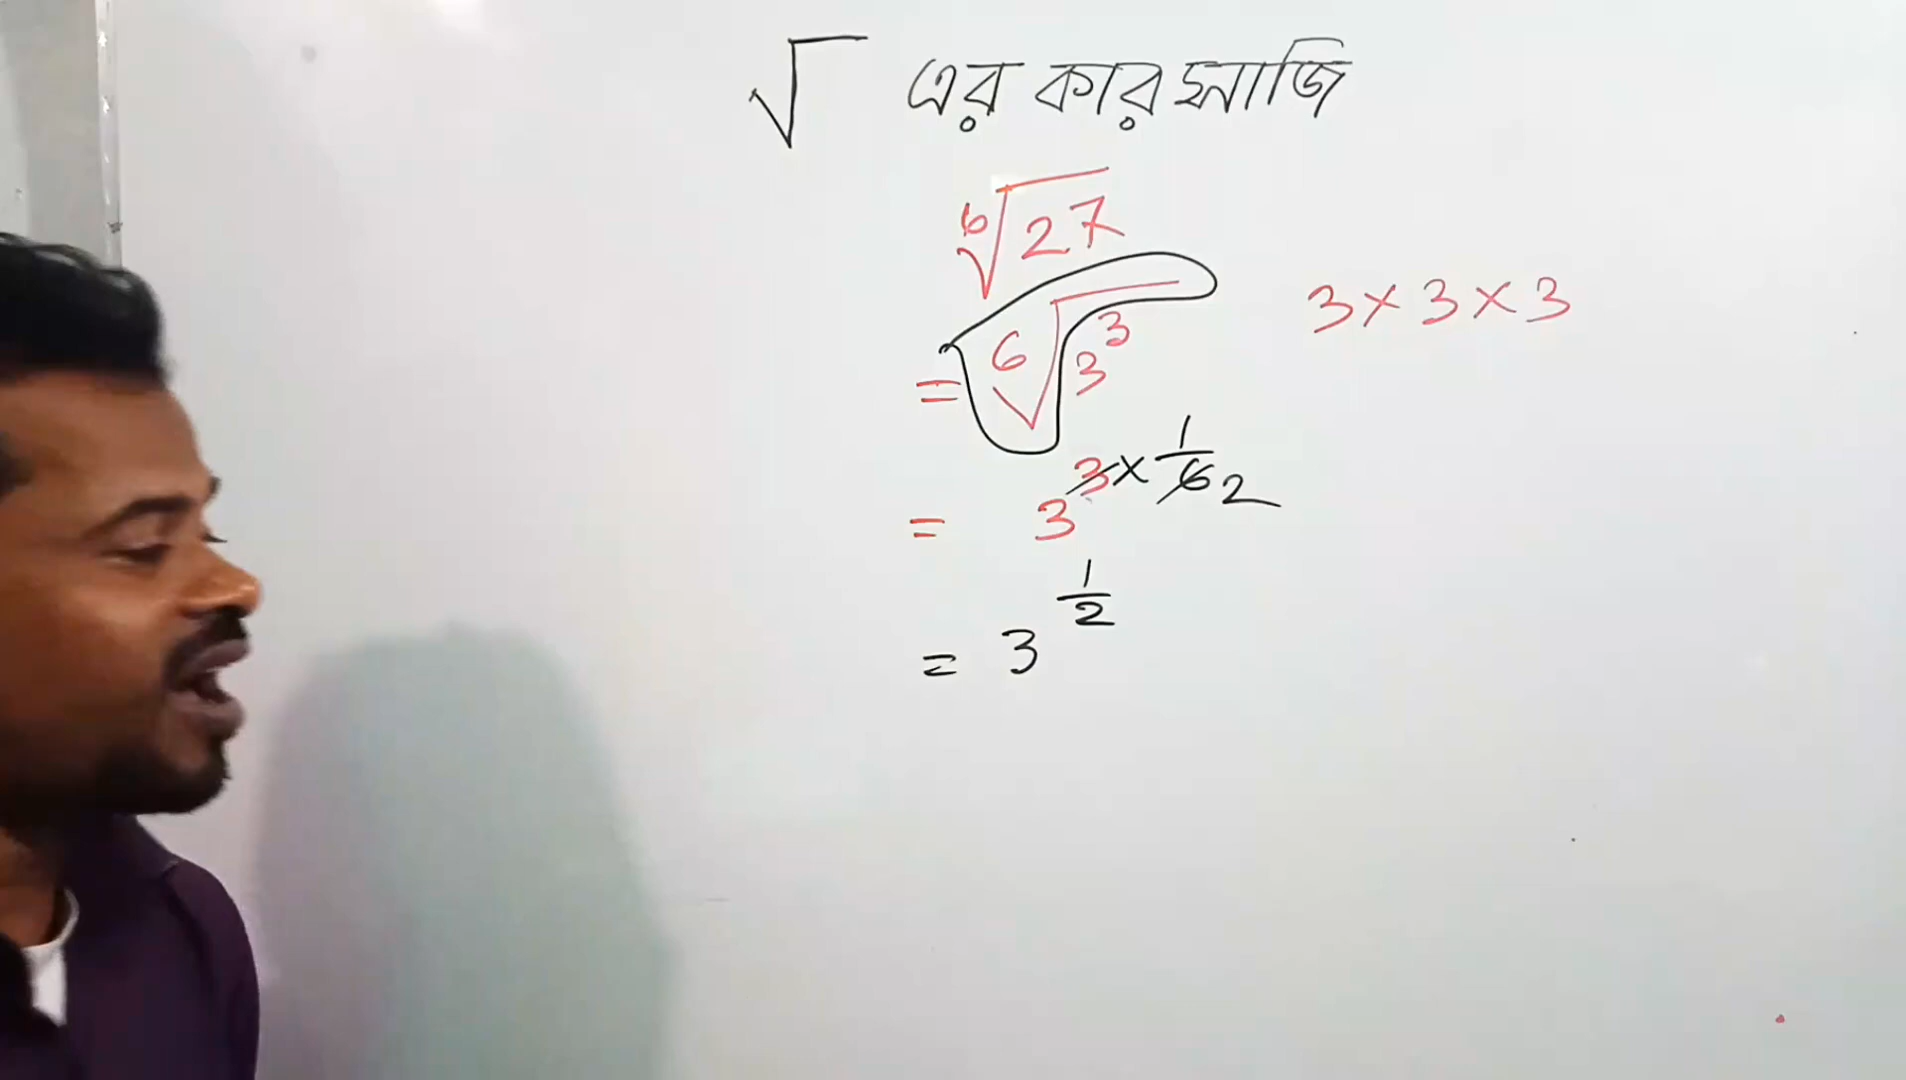 √ এর কারসাজি
⁶√27
= ⁶√3³ 3×3×3
= 3^(3×1/6) 2
= 3^(1/2)